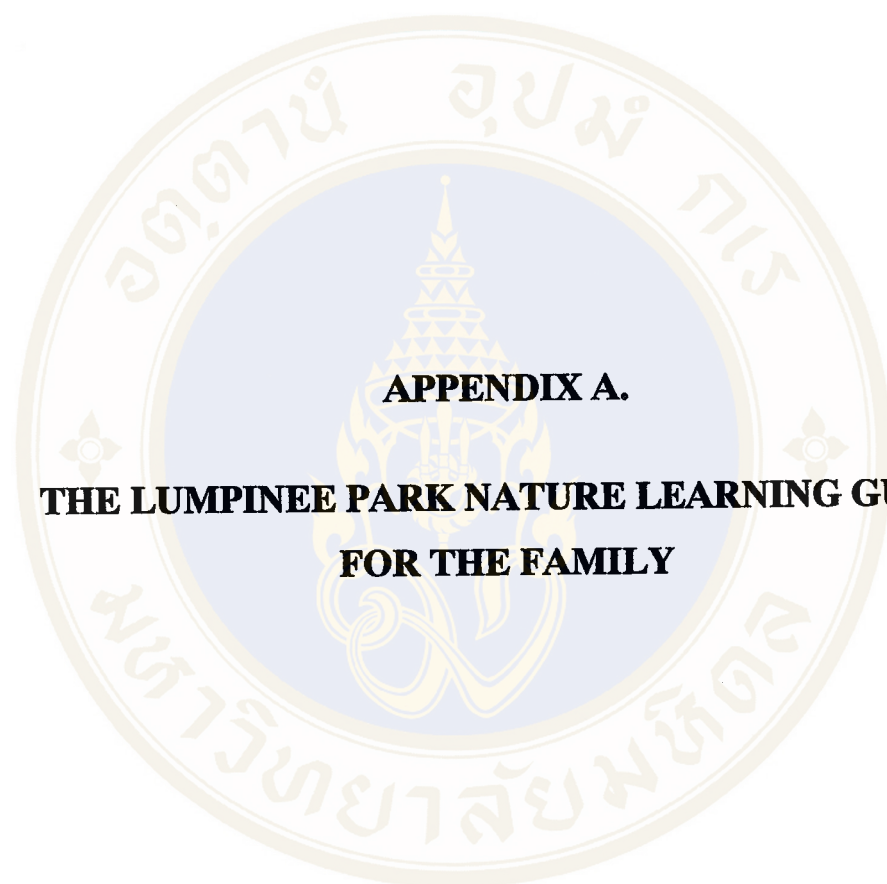 อตฺตานํ อุปมํ กเร
APPENDIX A.
THE LUMPINEE PARK NATURE LEARNING GU
FOR THE FAMILY
มหาวิทยาลัยมหิดล